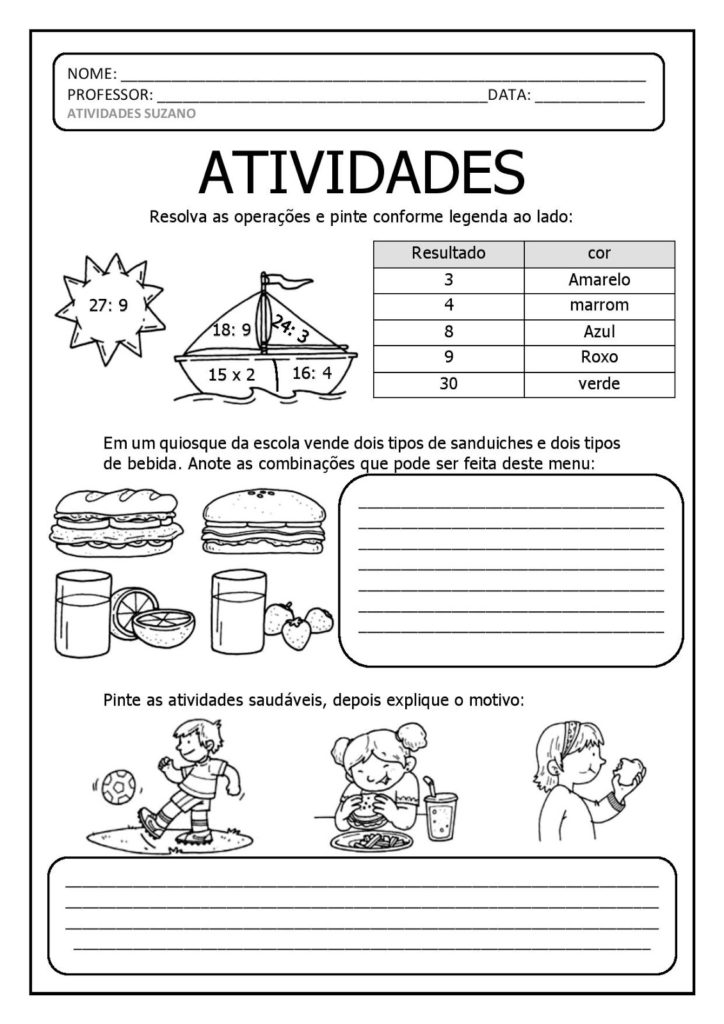 NOME: ____________________________________________________________
PROFESSOR: ______________________________________DATA: _____________
ATIVIDADES SUZANO
ATIVIDADES
Resolva as operações e pinte conforme legenda ao lado:
27: 9
18: 9
24: 3
15 x 2
16: 4
Resultado cor
3 Amarelo
4 marrom
8 Azul
9 Roxo
30 verde
Em um quiosque da escola vende dois tipos de sanduiches e dois tipos
de bebida. Anote as combinações que pode ser feita deste menu:
Pinte as atividades saudáveis, depois explique o motivo: